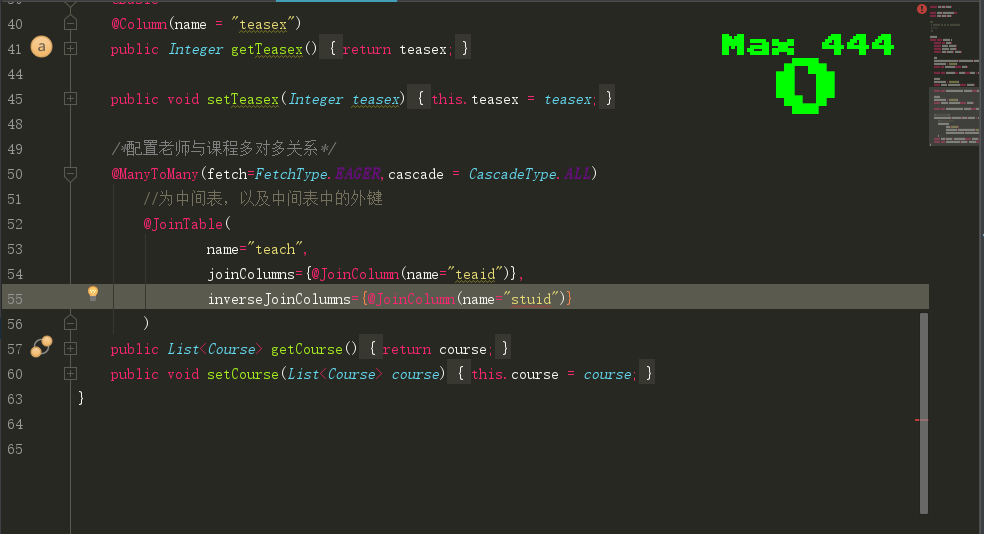 40 @Column(name = "teasex")
41 public Integer getTeasex() { return teasex; }
44
45 public void setTeasex(Integer teasex) { this.teasex = teasex; }
48
49 /*配置老师与课程多对多关系*/
50 @ManyToMany(fetch=FetchType.EAGER,cascade = CascadeType.ALL)
51 //为中间表，以及中间表中的外键
52 @JoinTable(
53 name="teach",
54 joinColumns={@JoinColumn(name="teaid")},
55 inverseJoinColumns={@JoinColumn(name="stuid")}
56 )
57 public List<Course> getCourse() { return course; }
60 public void setCourse(List<Course> course) { this.course = course; }
63 }
64
65
Max 444
0
a